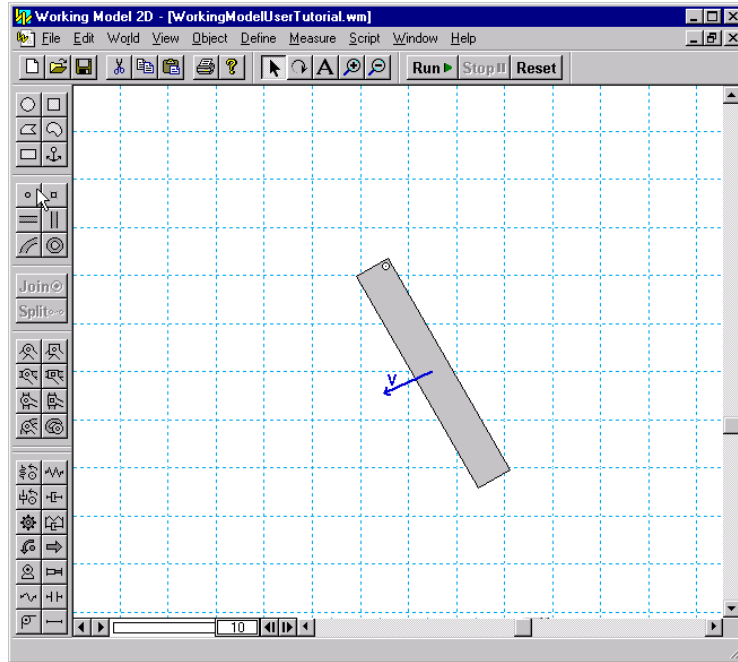 Working Model 2D - [WorkingModelUserTutorial.wm]
File Edit World View Object Define Measure Script Window Help
A Run Stop Reset
Join
Split
V
10